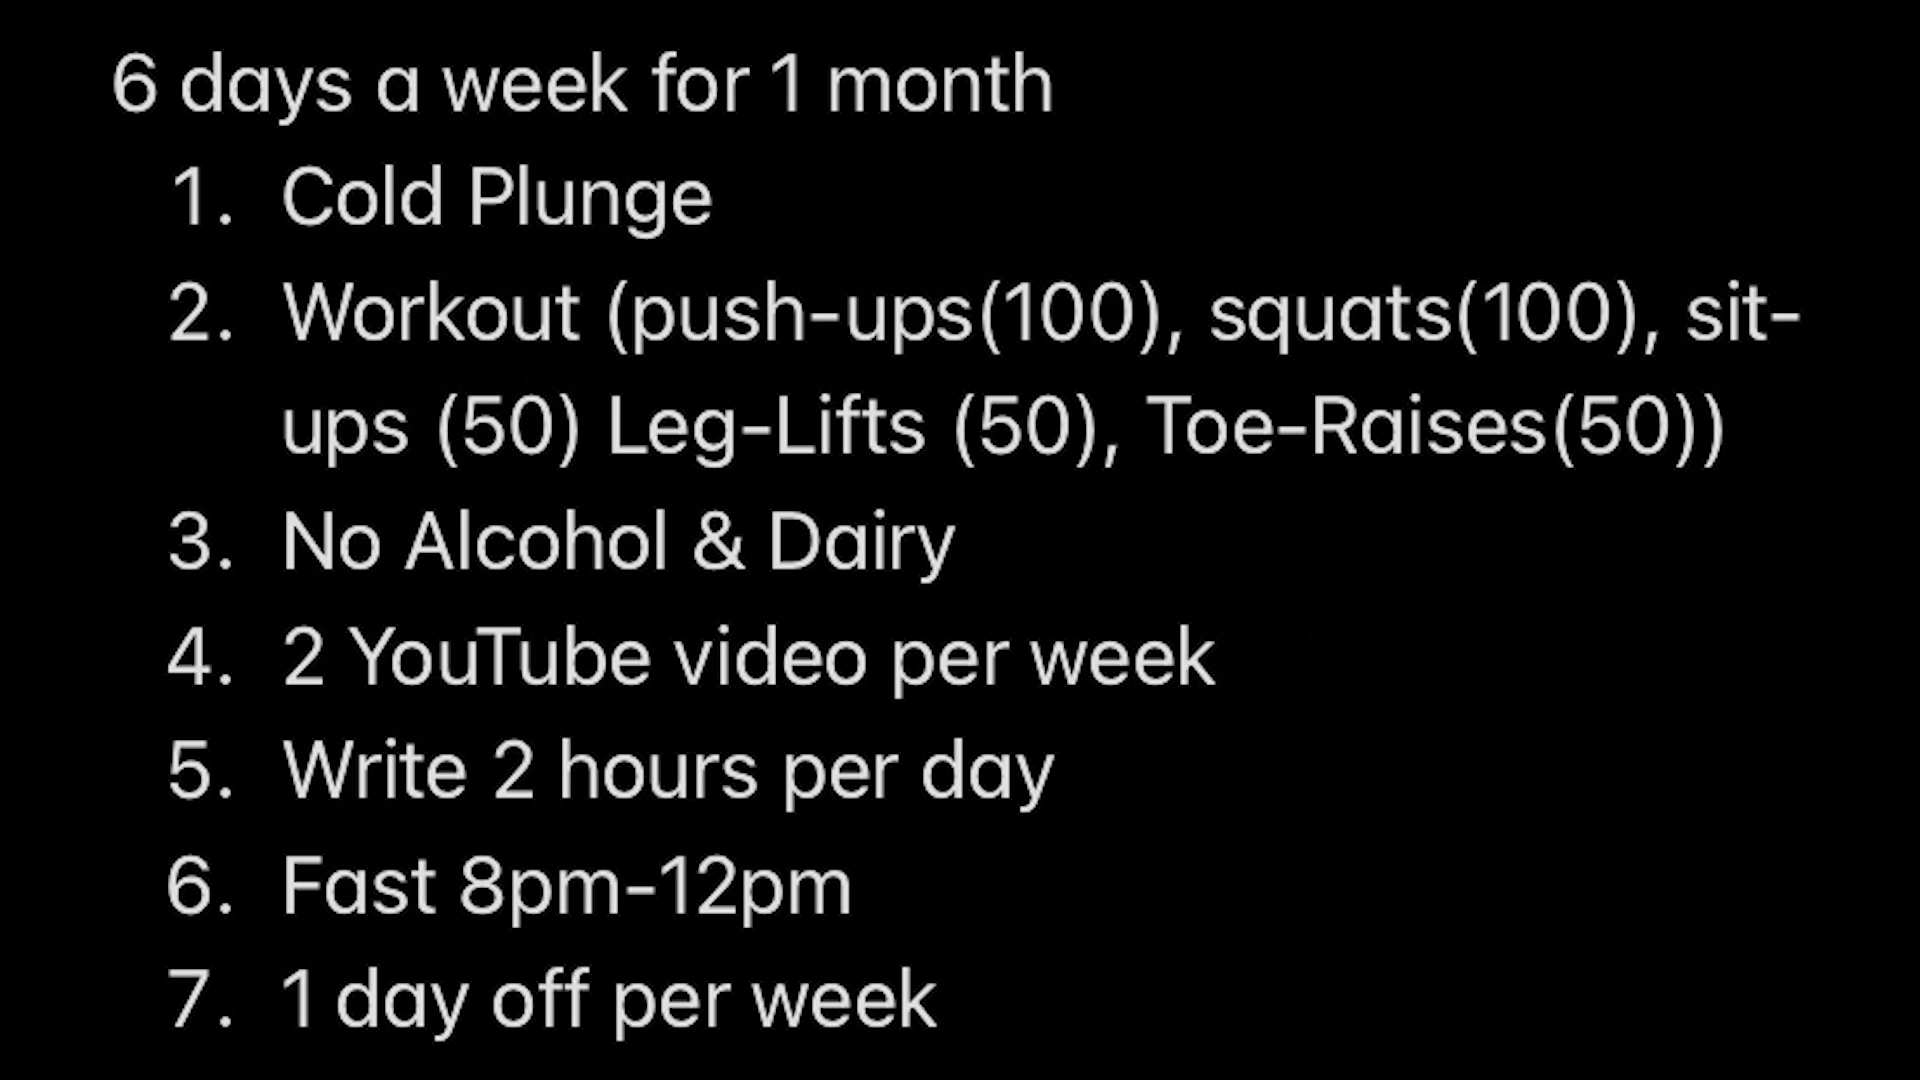 6 days a week for 1 month
1. Cold Plunge
2. Workout (push-ups(100), squats(100), sit-
ups (50) Leg-Lifts (50), Toe-Raises(50))
3. No Alcohol & Dairy
4. 2 YouTube video per week
5. Write 2 hours per day
6. Fast 8pm-12pm
7. 1 day off per week